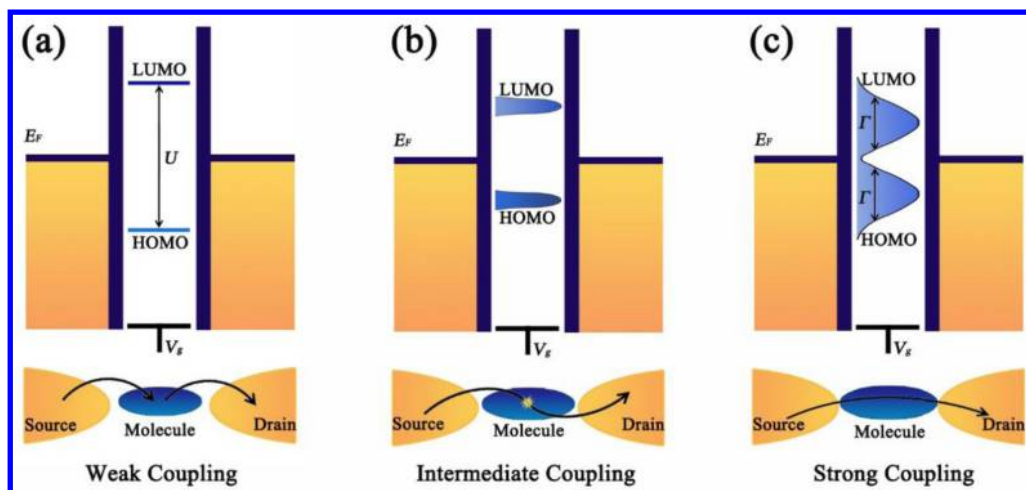 (a)
LUMO
E_F
U
HOMO
V_g
Source
Molecule
Drain
Weak Coupling
(b)
LUMO
E_F
HOMO
V_g
Source
Molecule
Drain
Intermediate Coupling
(c)
LUMO
E_F
Γ
Γ
HOMO
V_g
Source
Molecule
Drain
Strong Coupling